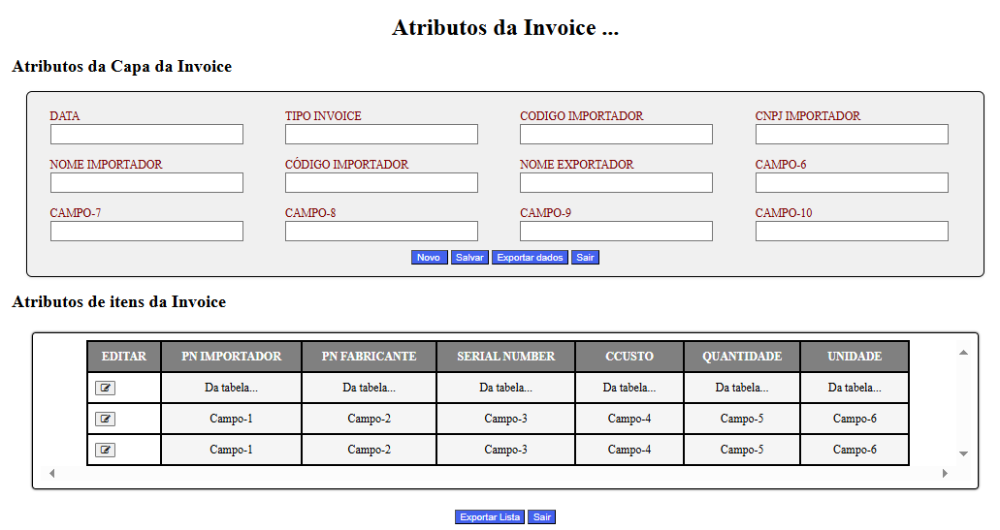 Atributos da Invoice ...
Atributos da Capa da Invoice
DATA TIPO INVOICE CODIGO IMPORTADOR CNPJ IMPORTADOR
NOME IMPORTADOR CÓDIGO IMPORTADOR NOME EXPORTADOR CAMPO-6
CAMPO-7 CAMPO-8 CAMPO-9 CAMPO-10
Novo Salvar Exportar dados Sair
Atributos de itens da Invoice
EDITAR PN IMPORTADOR PN FABRICANTE SERIAL NUMBER CCUSTO QUANTIDADE UNIDADE
Da tabela... Da tabela... Da tabela... Da tabela... Da tabela... Da tabela...
Campo-1 Campo-2 Campo-3 Campo-4 Campo-5 Campo-6
Campo-1 Campo-2 Campo-3 Campo-4 Campo-5 Campo-6
Exportar Lista Sair